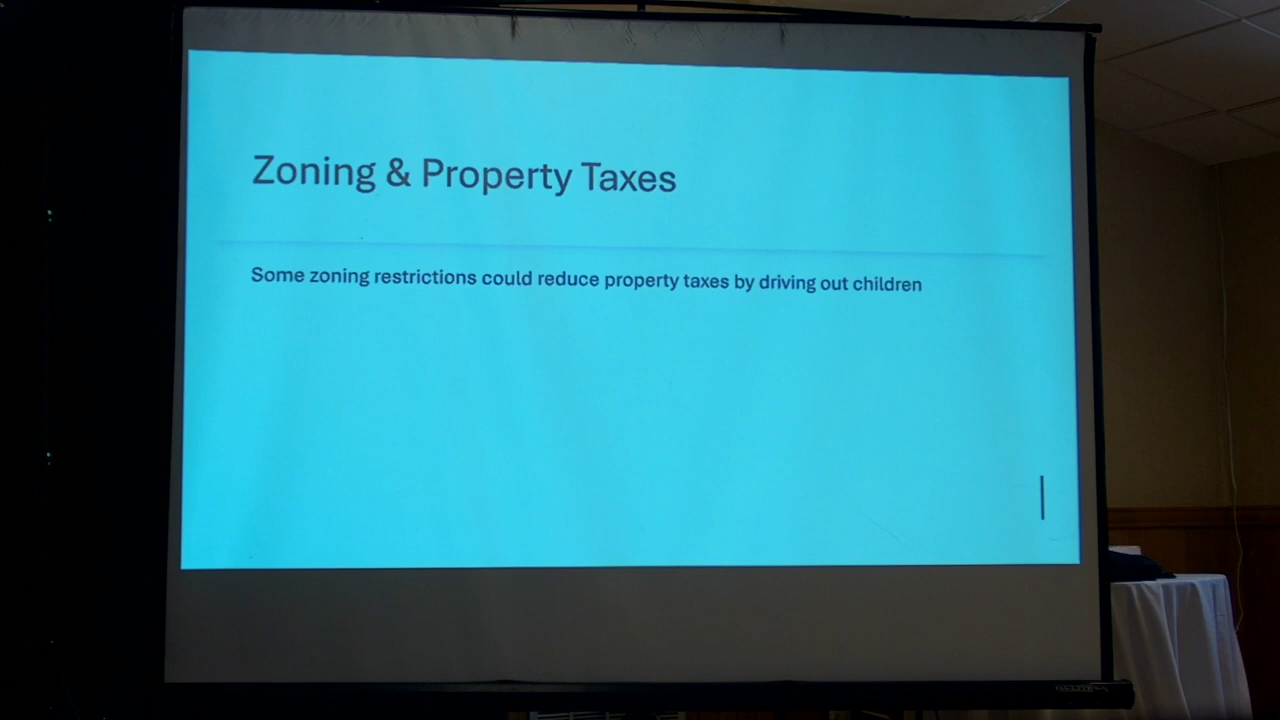 Zoning & Property Taxes
Some zoning restrictions could reduce property taxes by driving out children